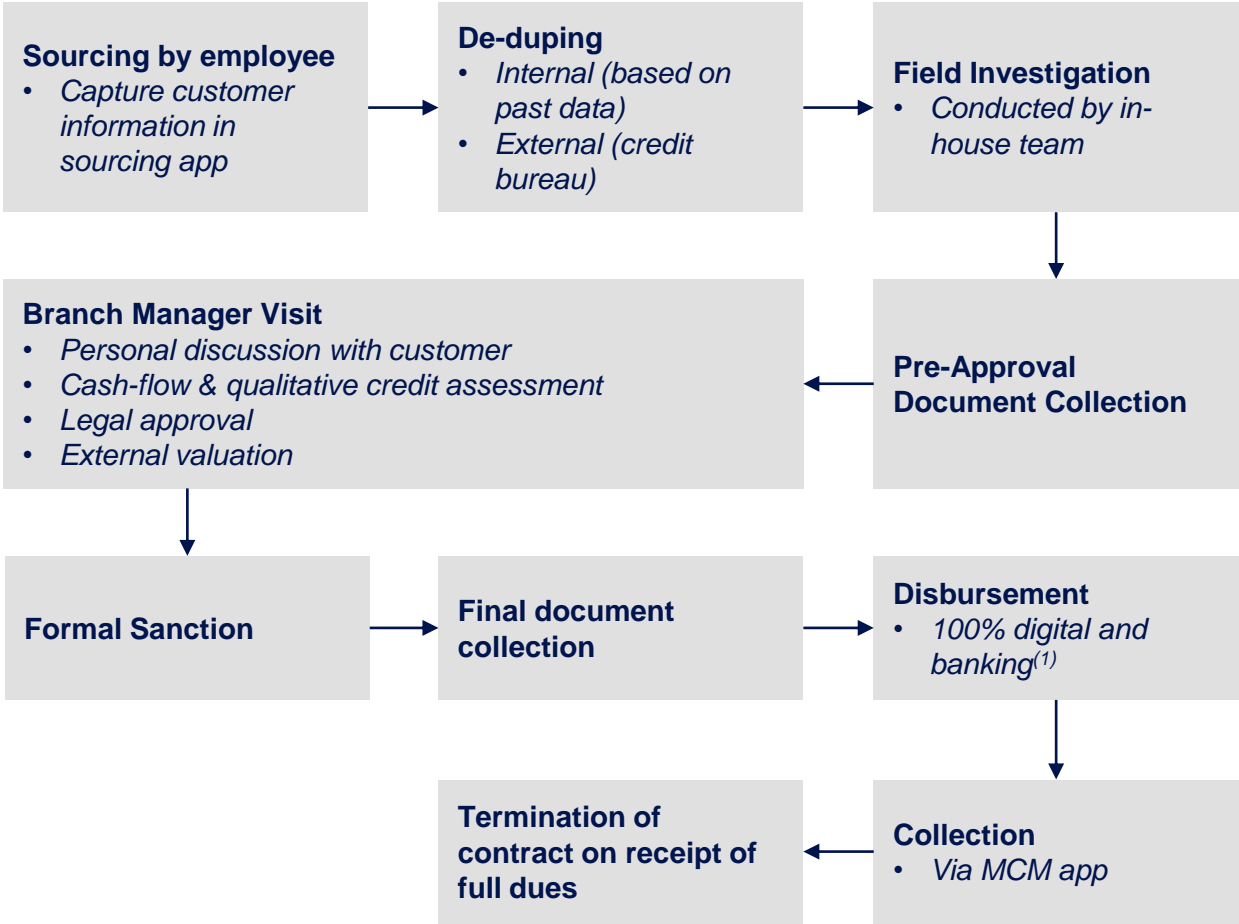 Sourcing by employee
• Capture customer
information in
sourcing app
De-duping
• Internal (based on
past data)
• External (credit
bureau)
Field Investigation
• Conducted by in-
house team
Pre-Approval
Document Collection
Branch Manager Visit
• Personal discussion with customer
• Cash-flow & qualitative credit assessment
• Legal approval
• External valuation
Formal Sanction
Final document
collection
Disbursement
• 100% digital and
banking(1)
Collection
• Via MCM app
Termination of
contract on receipt of
full dues